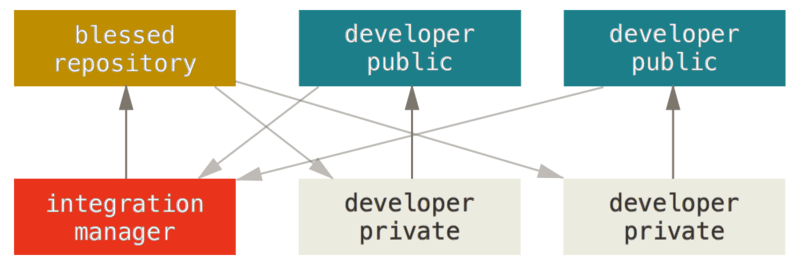 blessed
repository
developer
public
developer
public
integration
manager
developer
private
developer
private